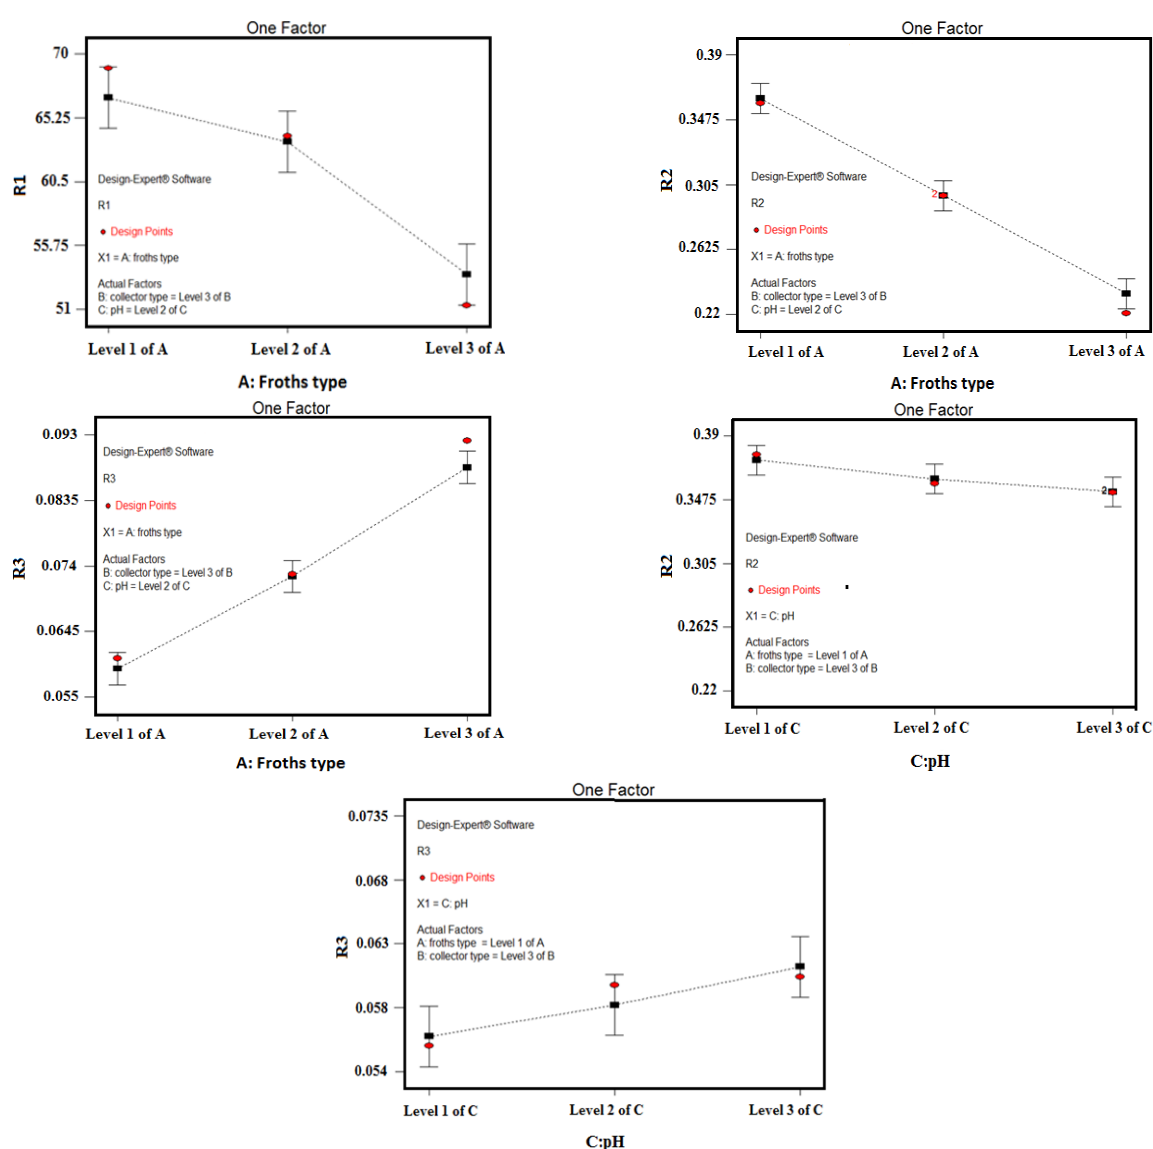 One Factor
70
65.25
60.5
55.75
51
R1
Design-Expert® Software
R1
Design Points
X1 = A: froths type
Actual Factors
B: collector type = Level 3 of B
C: pH = Level 2 of C
Level 1 of A
Level 2 of A
Level 3 of A
A: Froths type
One Factor
0.39
0.3475
0.305
0.2625
0.22
R2
2
Design-Expert® Software
R2
Design Points
X1 = A: froths type
Actual Factors
B: collector type = Level 3 of B
C: pH = Level 2 of C
Level 1 of A
Level 2 of A
Level 3 of A
A: Froths type
One Factor
0.093
0.0835
0.074
0.0645
0.055
R3
Design-Expert® Software
R3
Design Points
X1 = A: froths type
Actual Factors
B: collector type = Level 3 of B
C: pH = Level 2 of C
Level 1 of A
Level 2 of A
Level 3 of A
A: Froths type
One Factor
0.39
0.3475
0.305
0.2625
0.22
R2
2
Design-Expert® Software
R2
Design Points
X1 = C: pH
Actual Factors
A: froths type = Level 1 of A
B: collector type = Level 3 of B
Level 1 of C
Level 2 of C
Level 3 of C
C:pH
One Factor
0.0735
0.068
0.063
0.058
0.054
R3
Design-Expert® Software
R3
Design Points
X1 = C: pH
Actual Factors
A: froths type = Level 1 of A
B: collector type = Level 3 of B
Level 1 of C
Level 2 of C
Level 3 of C
C:pH